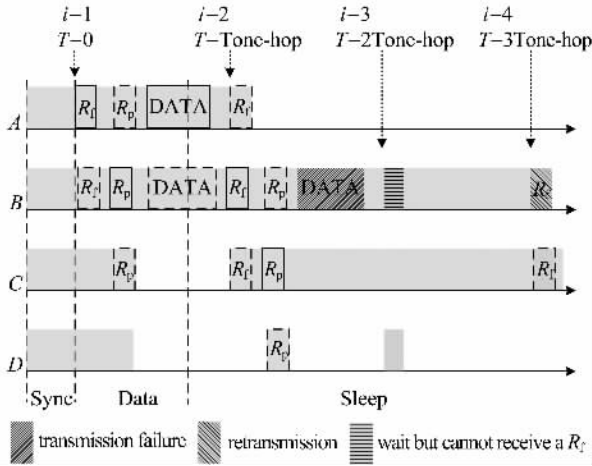 i−1 i−2 i−3 i−4
T−0 T−Tone-hop T−2Tone-hop T−3Tone-hop
A Rf Rp DATA Rf
B Rf Rp DATA Rf Rp DATA
C Rp Rf Rp Rf
D Rp
Sync Data Sleep
transmission failure retransmission wait but cannot receive a Rf